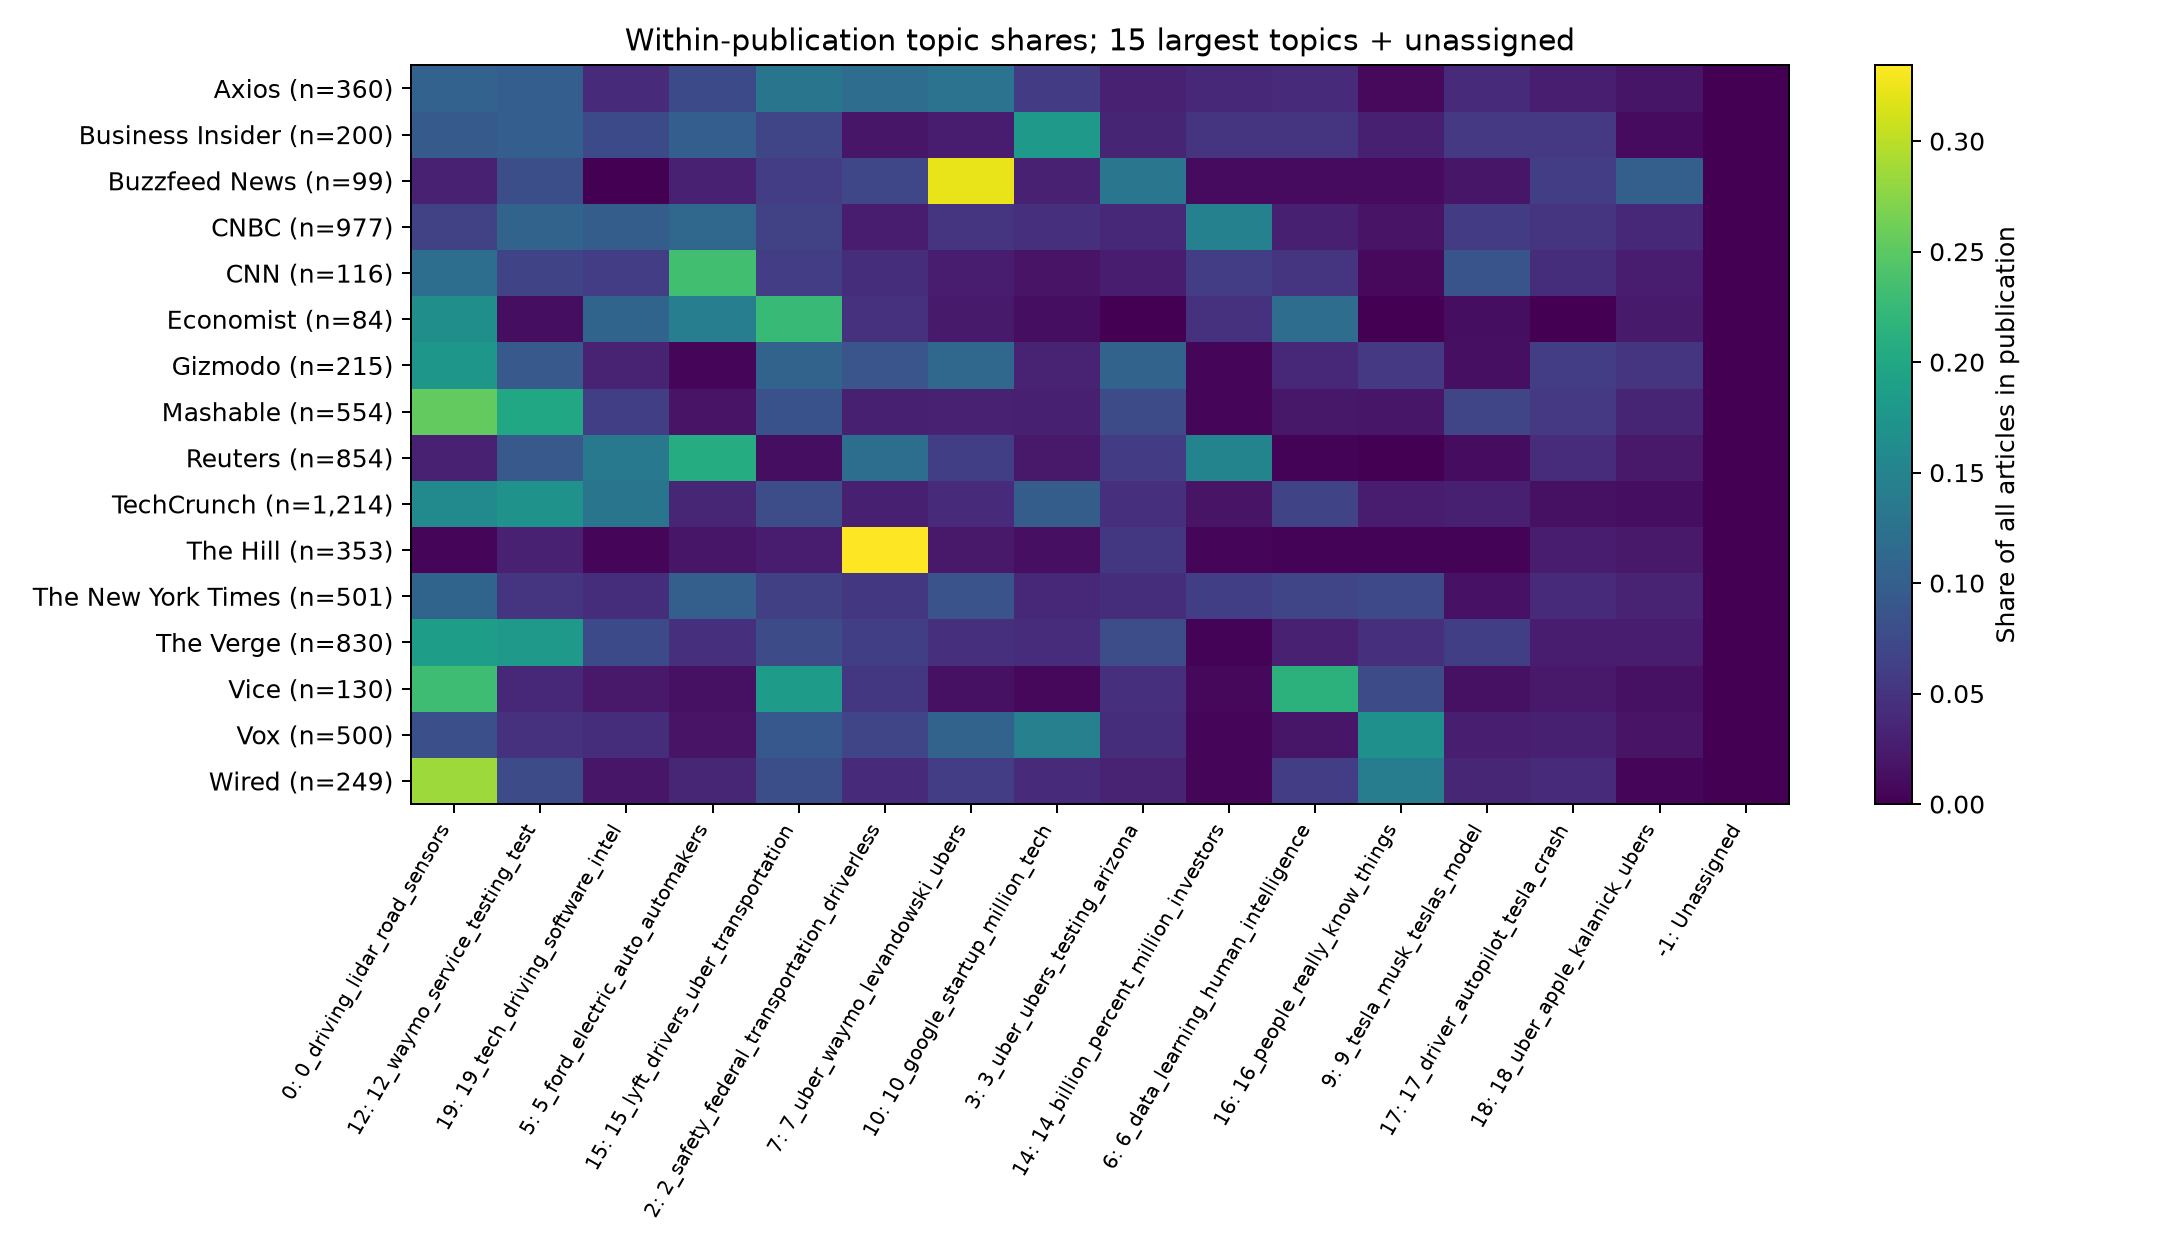 Within-publication topic shares; 15 largest topics + unassigned
Axios (n=360)
Business Insider (n=200)
Buzzfeed News (n=99)
CNBC (n=977)
CNN (n=116)
Economist (n=84)
Gizmodo (n=215)
Mashable (n=554)
Reuters (n=854)
TechCrunch (n=1,214)
The Hill (n=353)
The New York Times (n=501)
The Verge (n=830)
Vice (n=130)
Vox (n=500)
Wired (n=249)
0: 0_driving_lidar_road_sensors
12: 12_waymo_service_testing_test
19: 19_tech_driving_software_intel
5: 5_ford_electric_auto_automakers
15: 15_lyft_drivers_uber_transportation
2: 2_safety_federal_transportation_driverless
7: 7_uber_waymo_levandowski_ubers
10: 10_google_startup_million_tech
3: 3_uber_ubers_testing_arizona
14: 14_billion_percent_million_investors
6: 6_data_learning_human_intelligence
16: 16_people_really_know_things
9: 9_tesla_musk_teslas_model
17: 17_driver_autopilot_tesla_crash
18: 18_uber_apple_kalanick_ubers
-1: Unassigned
0.30
0.25
0.20
0.15
0.10
0.05
0.00
Share of all articles in publication